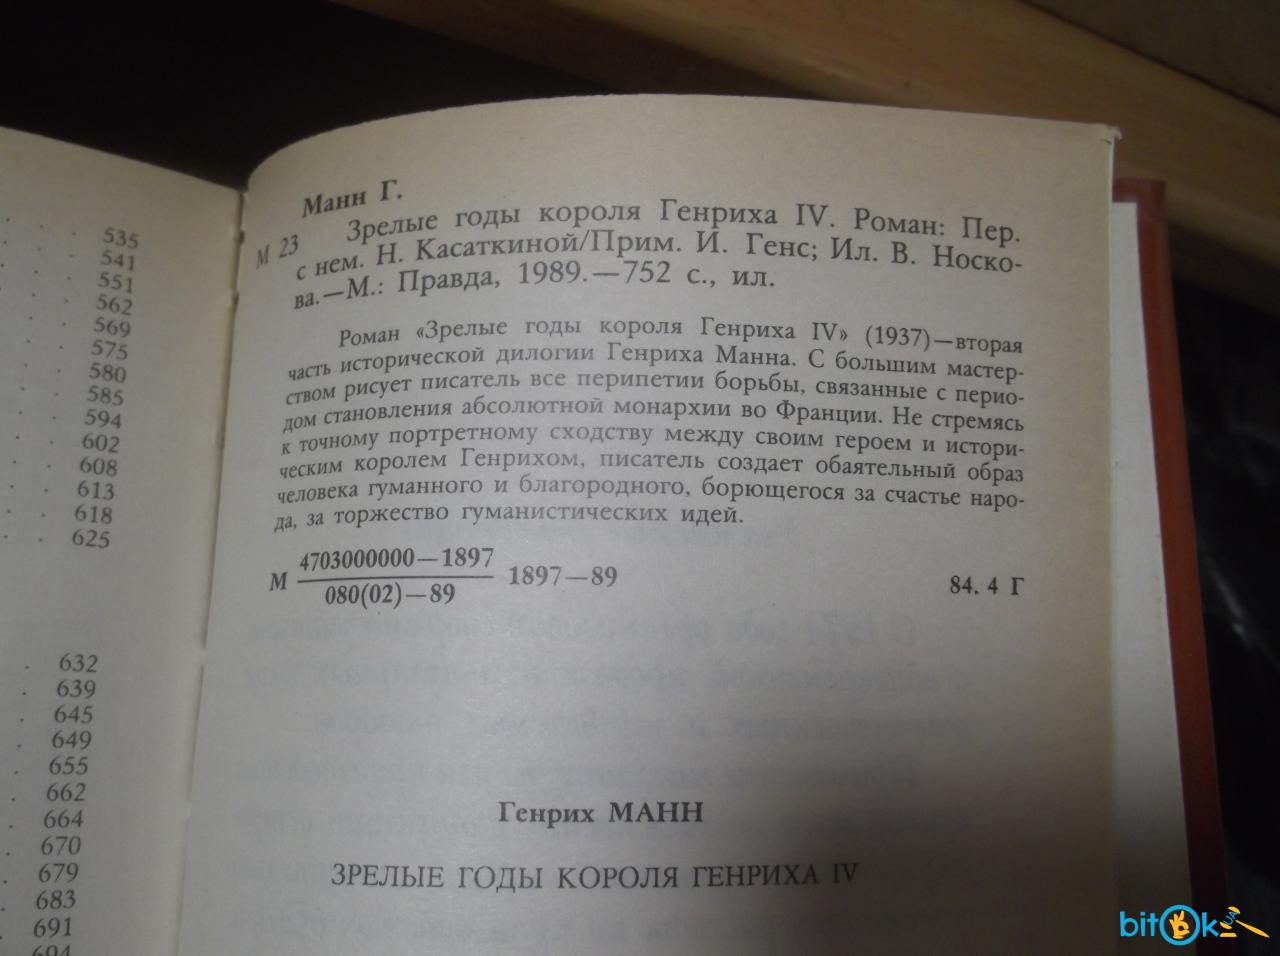 535
541
551
562
569
575
580
585
594
602
608
613
618
625
632
639
645
649
655
662
664
670
679
683
691
694
Манн Г.
М 23 Зрелые годы короля Генриха IV. Роман: Пер.
с нем. Н. Касаткиной/Прим. И. Генс; Ил. В. Носко-
ва.—М.: Правда, 1989.—752 с., ил.
Роман «Зрелые годы короля Генриха IV» (1937)—вторая
часть исторической дилогии Генриха Манна. С большим мастер-
ством рисует писатель все перипетии борьбы, связанные с перио-
дом становления абсолютной монархии во Франции. Не стремясь
к точному портретному сходству между своим героем и истори-
ческим королем Генрихом, писатель создает обаятельный образ
человека гуманного и благородного, борющегося за счастье наро-
да, за торжество гуманистических идей.
М 4703000000—1897
080(02)—89
1897—89
84. 4 Г
Генрих МАНН
ЗРЕЛЫЕ ГОДЫ КОРОЛЯ ГЕНРИХА IV
bitOk UA